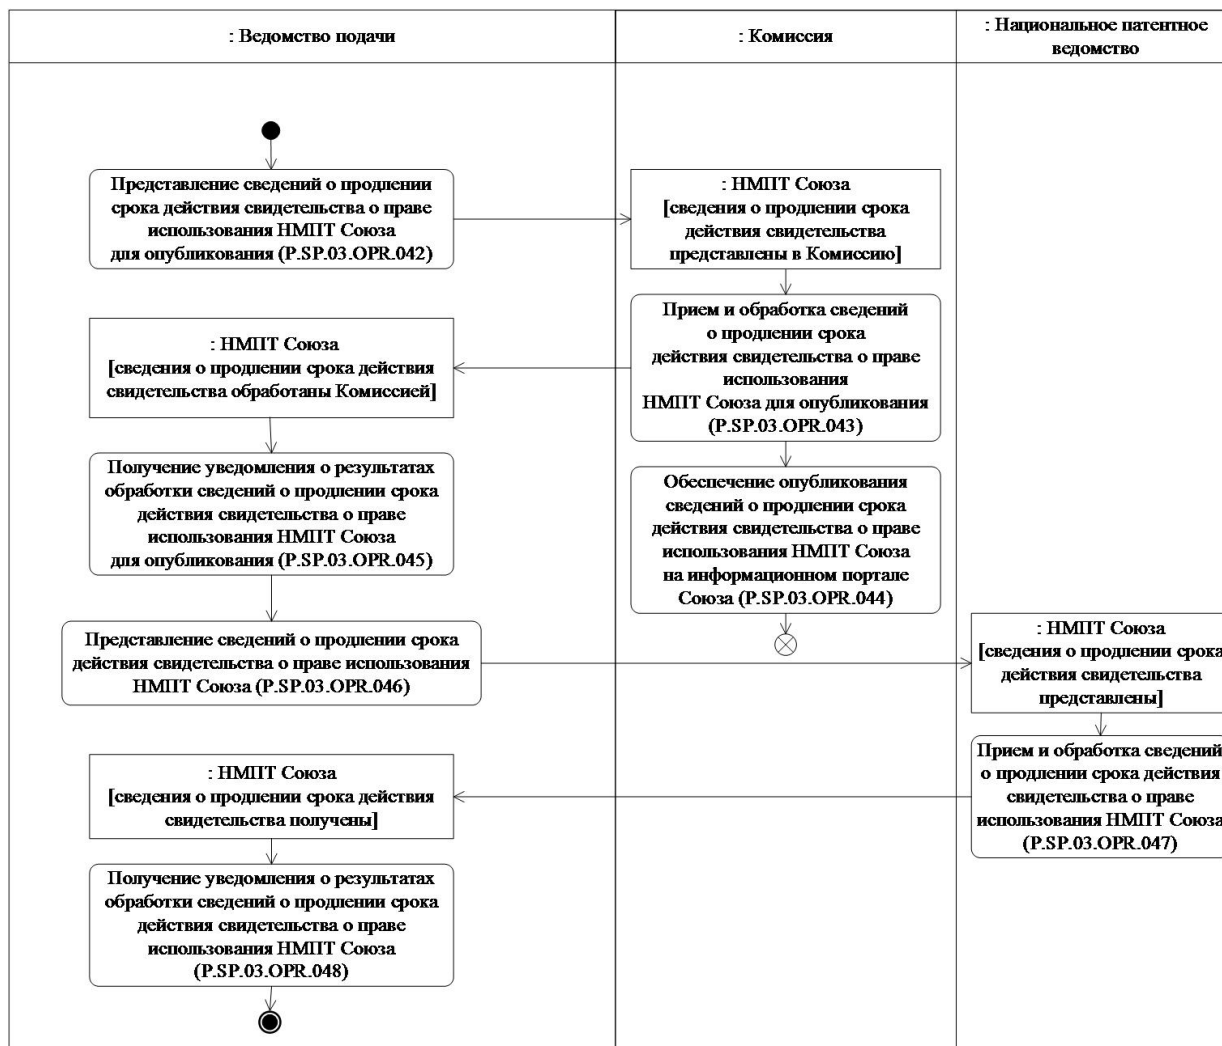 : Ведомство подачи
: Комиссия
: Национальное патентное
ведомство
Представление сведений о продлении
срока действия свидетельства о праве
использования НМПТ Союза
для опубликования (P.SP.03.OPR.042)
: НМПТ Союза
[сведения о продлении срока
действия свидетельства
представлены в Комиссию]
Прием и обработка сведений
о продлении срока
действия свидетельства о праве
использования
НМПТ Союза для опубликования
(P.SP.03.OPR.043)
: НМПТ Союза
[сведения о продлении срока действия
свидетельства обработаны Комиссией]
Получение уведомления о результатах
обработки сведений о продлении срока
действия свидетельства о праве
использования НМПТ Союза
для опубликования (P.SP.03.OPR.045)
Обеспечение опубликования
сведений о продлении срока
действия свидетельства о праве
использования НМПТ Союза
на информационном портале
Союза (P.SP.03.OPR.044)
Представление сведений о продлении срока
действия свидетельства о праве использования
НМПТ Союза (P.SP.03.OPR.046)
: НМПТ Союза
[сведения о продлении срока
действия свидетельства
представлены]
Прием и обработка сведений
о продлении срока действия
свидетельства о праве
использования НМПТ Союза
(P.SP.03.OPR.047)
: НМПТ Союза
[сведения о продлении срока действия
свидетельства получены]
Получение уведомления о результатах
обработки сведений о продлении срока
действия свидетельства о праве
использования НМПТ Союза
(P.SP.03.OPR.048)